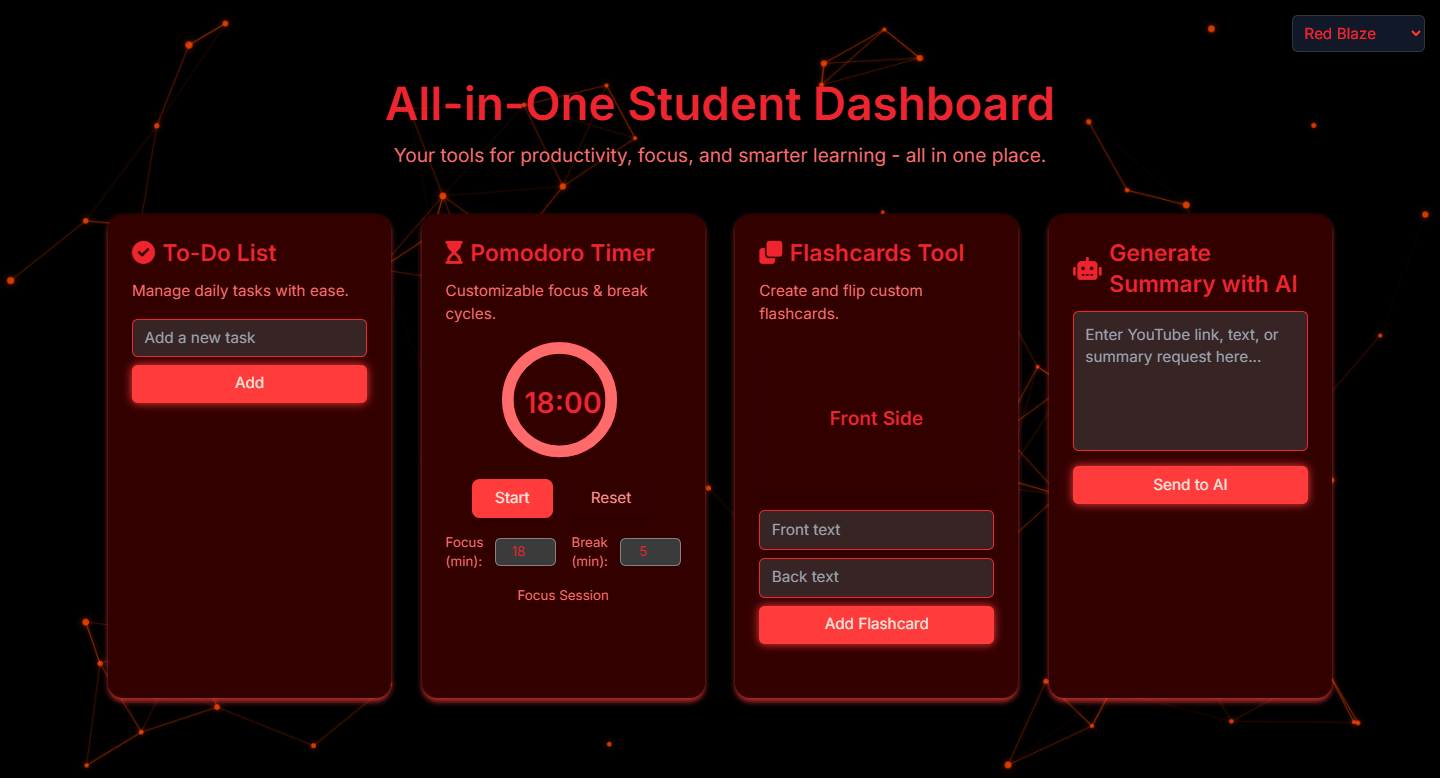 Red Blaze
All-in-One Student Dashboard
Your tools for productivity, focus, and smarter learning - all in one place.
To-Do List
Manage daily tasks with ease.
Add a new task
Add
Pomodoro Timer
Customizable focus & break
cycles.
18:00
Start
Reset
Focus
(min):
18
Break
(min):
5
Focus Session
Flashcards Tool
Create and flip custom
flashcards.
Front Side
Front text
Back text
Add Flashcard
Generate
Summary with AI
Enter YouTube link, text, or
summary request here...
Send to AI